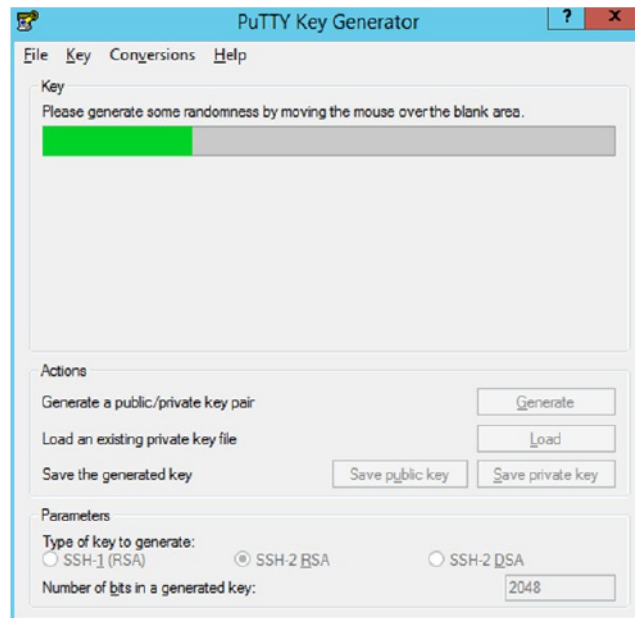 PuTTY Key Generator ? x
File Key Conversions Help
Key
Please generate some randomness by moving the mouse over the blank area.
Actions
Generate a public/private key pair Generate
Load an existing private key file Load
Save the generated key Save public key Save private key
Parameters
Type of key to generate:
SSH-1 (RSA) SSH-2 RSA SSH-2 DSA
Number of bits in a generated key: 2048